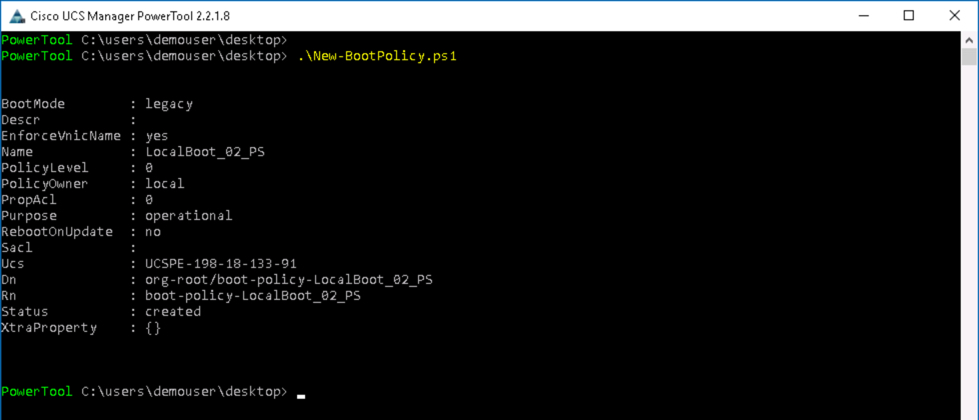 Cisco UCS Manager PowerTool 2.2.1.8
PowerTool C:\users\demouser\desktop>
PowerTool C:\users\demouser\desktop> .\New-BootPolicy.ps1
BootMode : legacy
Descr :
EnforceVnicName : yes
Name : LocalBoot_02_PS
PolicyLevel : 0
PolicyOwner : local
PropAcl : 0
Purpose : operational
RebootOnUpdate : no
Sacl :
Ucs : UCSPE-198-18-133-91
Dn : org-root/boot-policy-LocalBoot_02_PS
Rn : boot-policy-LocalBoot_02_PS
Status : created
XtraProperty : {}
PowerTool C:\users\demouser\desktop> _